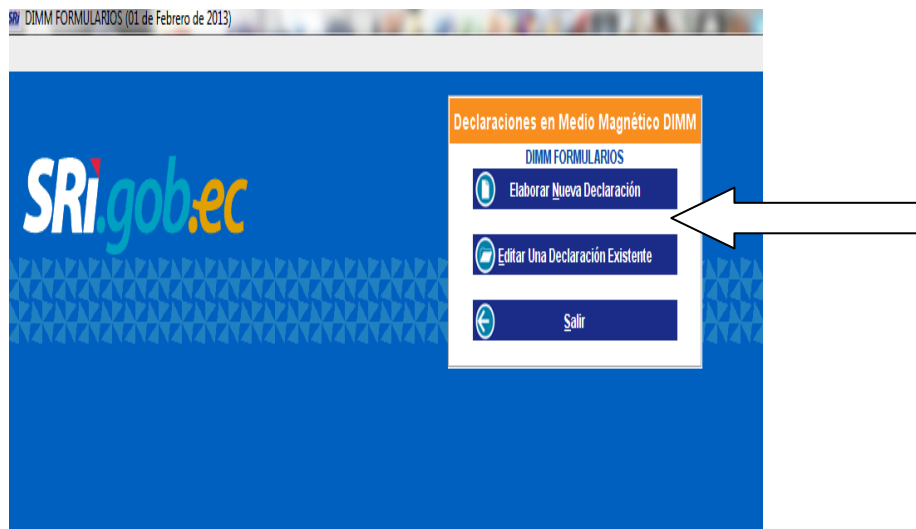 SRi DIMM FORMULARIOS (01 de Febrero de 2013)
Declaraciones en Medio Magnético DIMM
DIMM FORMULARIOS
Elaborar Nueva Declaración
SRi.gob.ec
Editar Una Declaración Existente
Salir